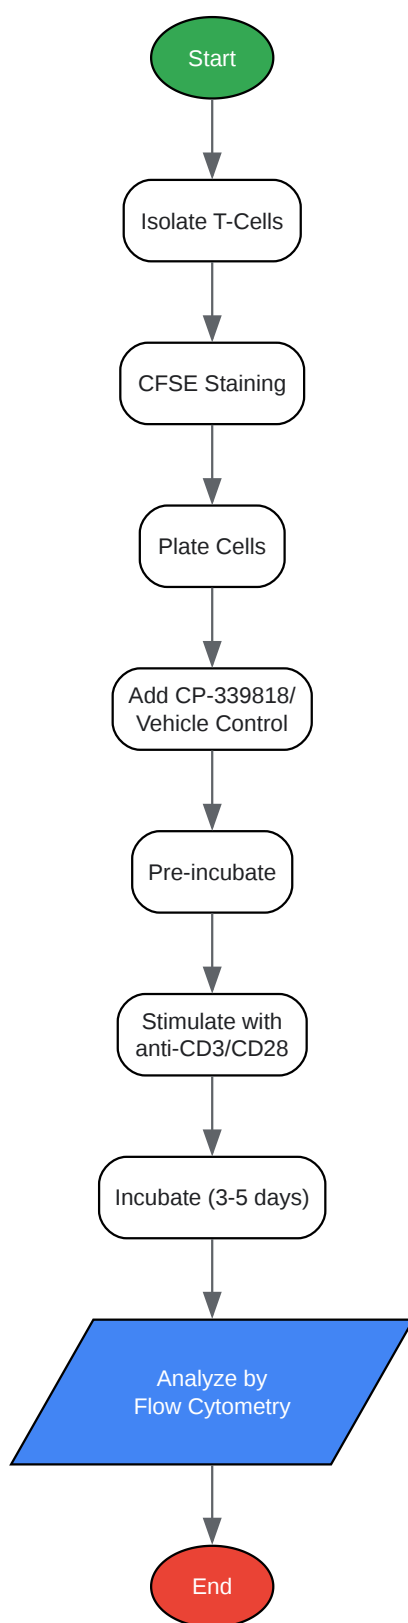 Start
Isolate T-Cells
CFSE Staining
Plate Cells
Add CP-339818/
Vehicle Control
Pre-incubate
Stimulate with
anti-CD3/CD28
Incubate (3-5 days)
Analyze by
Flow Cytometry
End